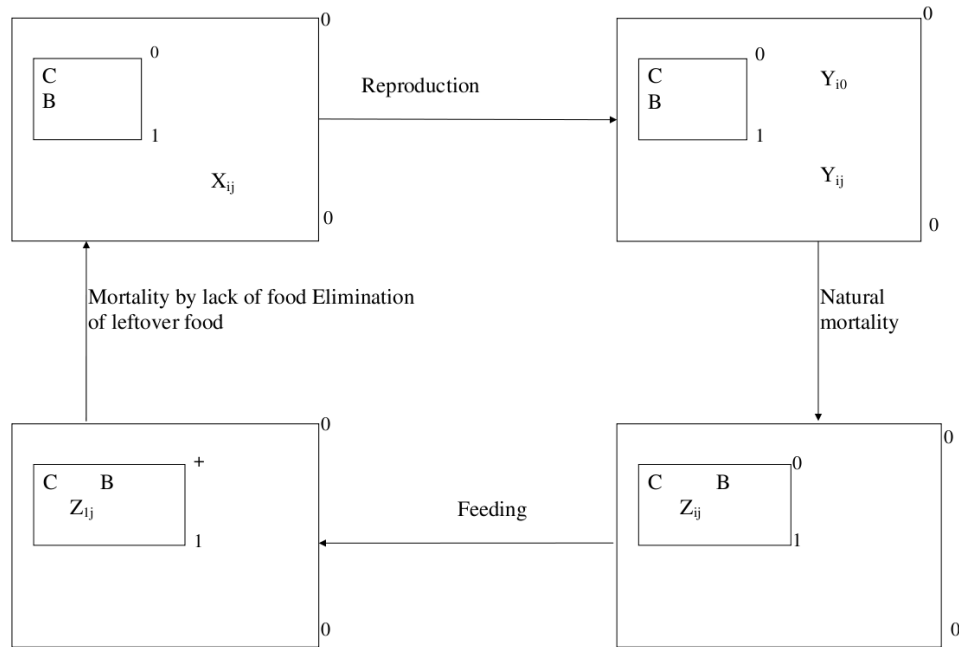 0
0
C
B
1
X_ij
0
Reproduction
0
0
C
B
1
Y_i0
Y_ij
0
Mortality by lack of food Elimination
of leftover food
Natural
mortality
0
+
C B
Z_1j
1
0
Feeding
0
0
C B
Z_ij
1
0